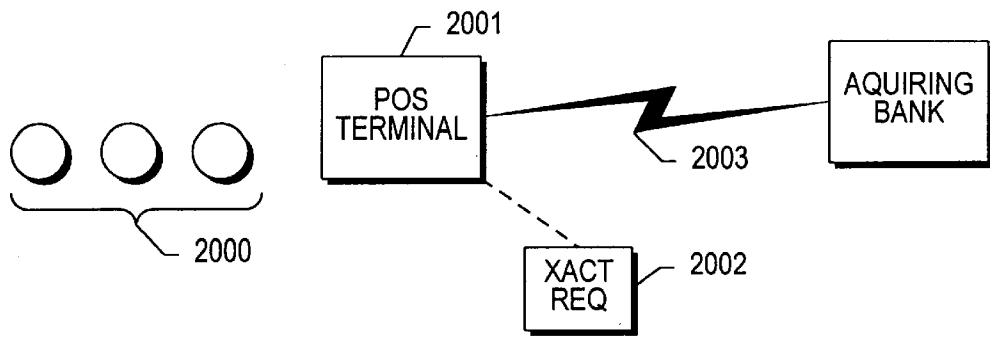 2001
POS
TERMINAL
AQUIRING
BANK
2003
2000
XACT
REQ
2002